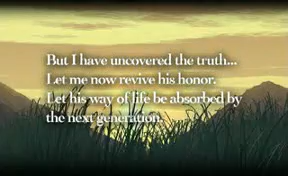 But I have uncovered the truth...
Let me now revive his honor.
Let his way of life be absorbed by
the next generation.